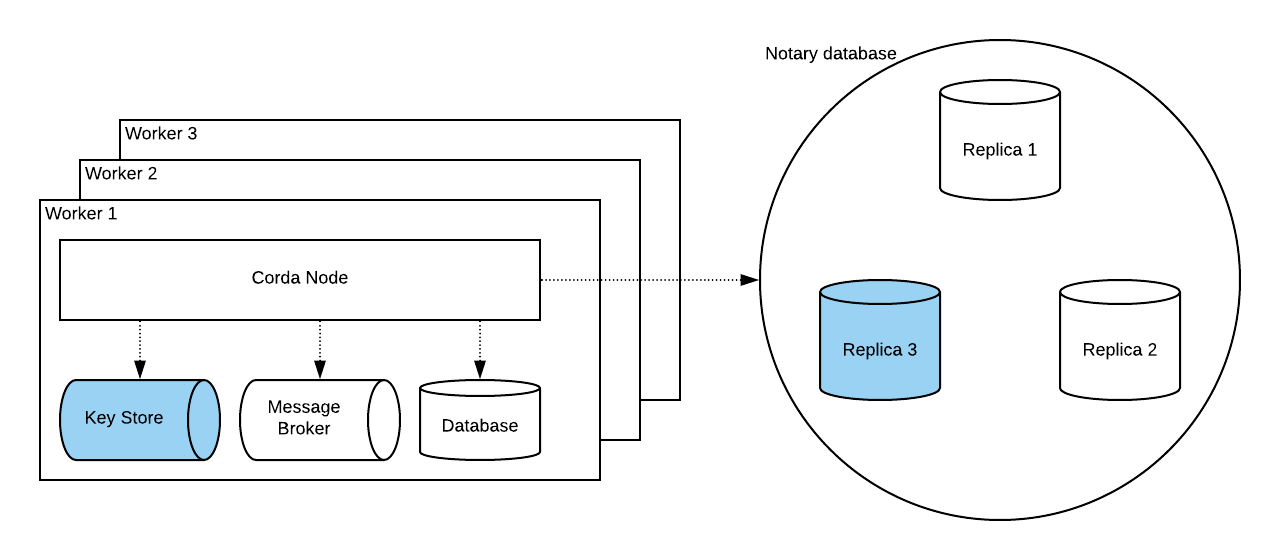 Notary database
Replica 1
Worker 3
Worker 2
Worker 1
Corda Node
Key Store
Message
Broker
Database
Replica 3
Replica 2